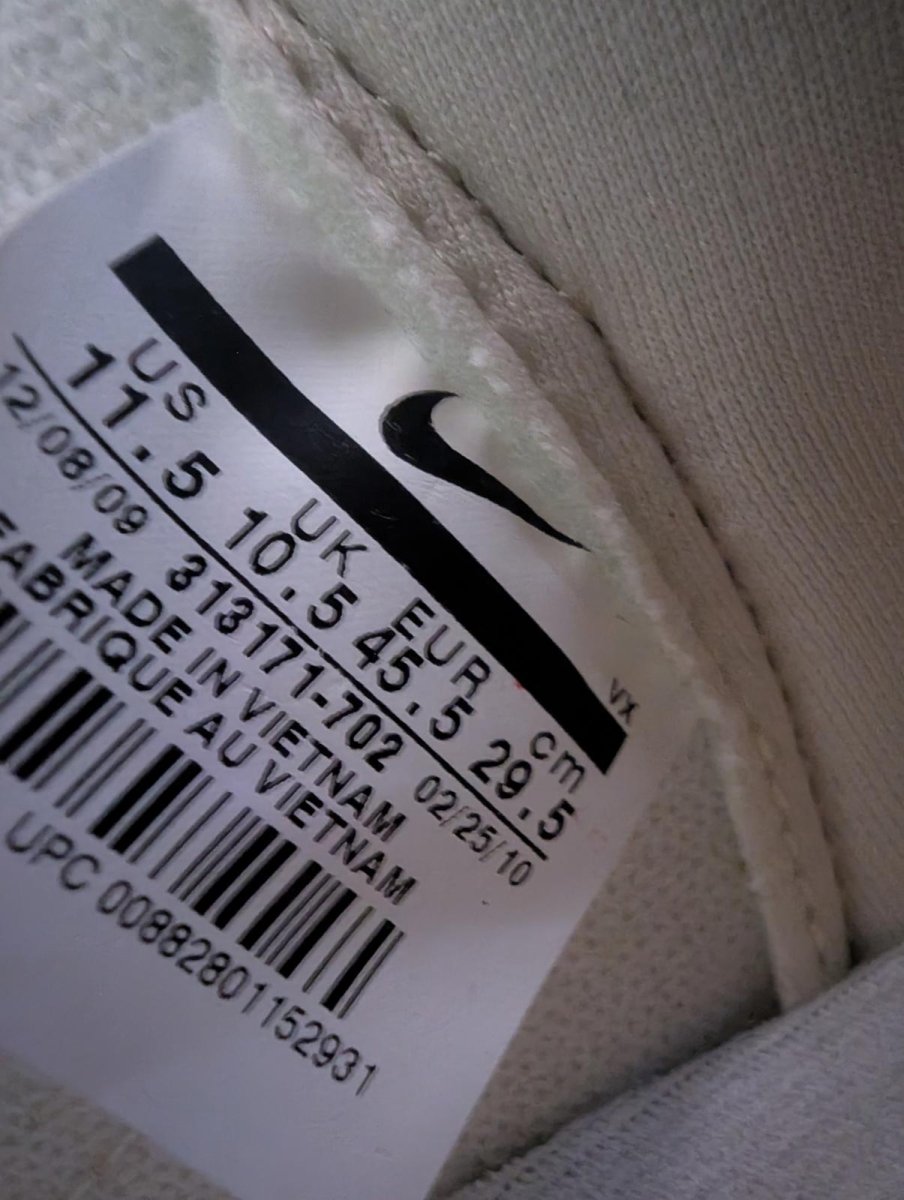 VX
US UK EUR cm
11.5 10.5 45.5 29.5
12/08/09 313171-702 02/25/10
MADE IN VIETNAM
FABRIQUE AU VIETNAM
UPC 00882801152931